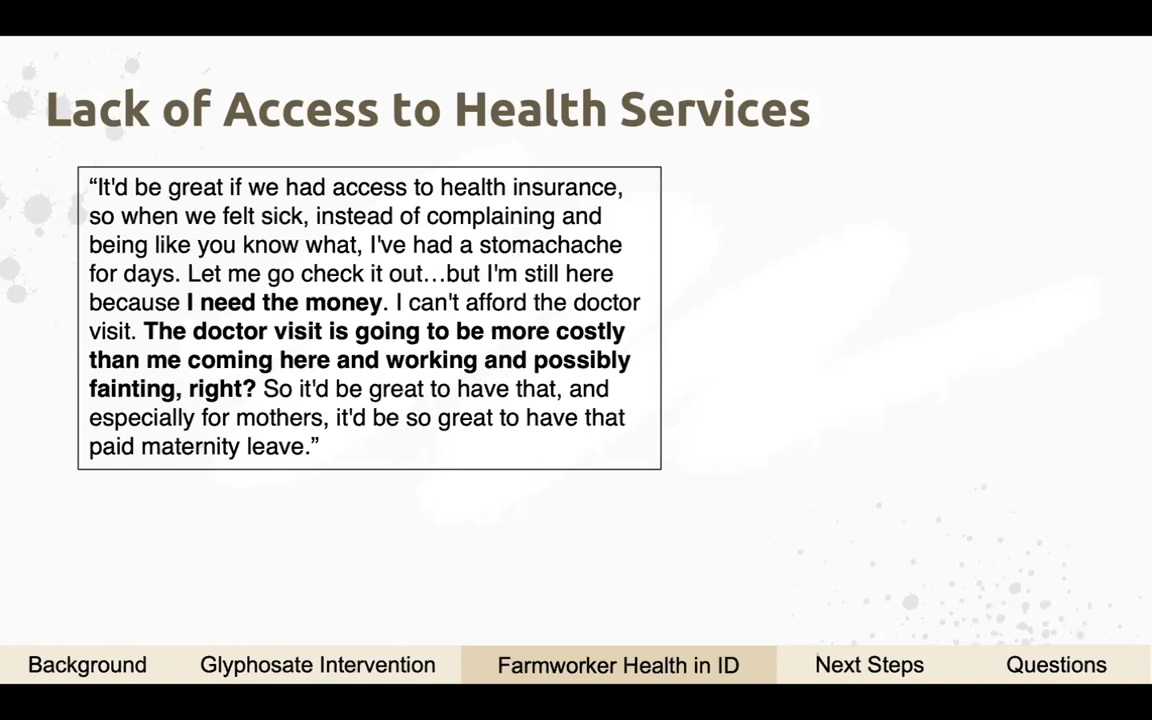 Lack of Access to Health Services
“It'd be great if we had access to health insurance,
so when we felt sick, instead of complaining and
being like you know what, I've had a stomachache
for days. Let me go check it out…but I'm still here
because I need the money. I can't afford the doctor
visit. The doctor visit is going to be more costly
than me coming here and working and possibly
fainting, right? So it'd be great to have that, and
especially for mothers, it'd be so great to have that
paid maternity leave.”
Background Glyphosate Intervention Farmworker Health in ID Next Steps Questions